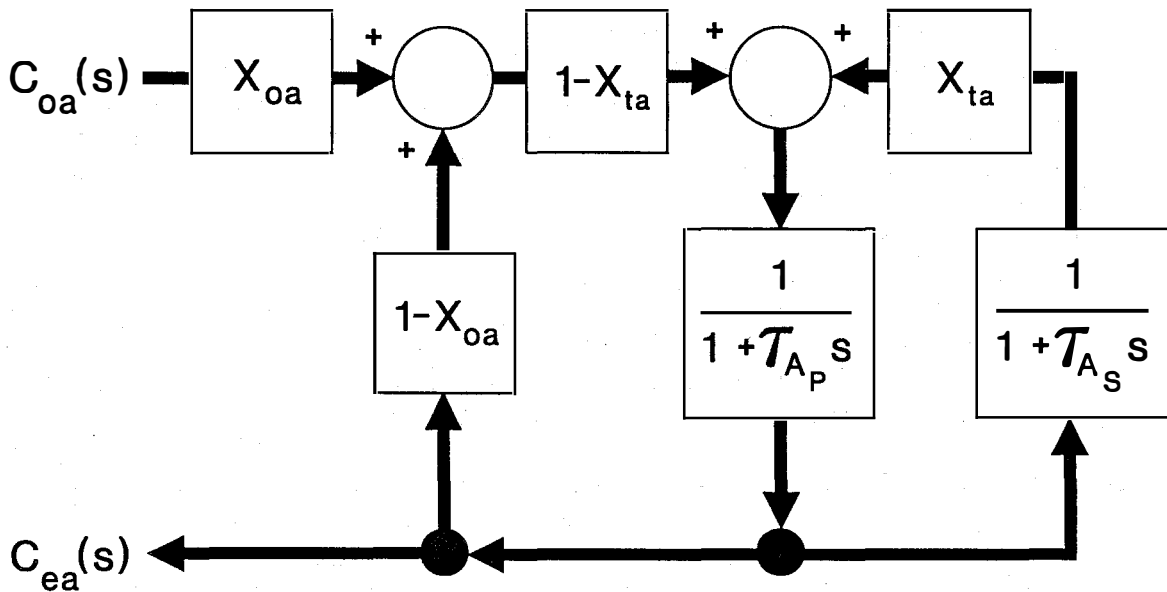 C_oa(s)
X_oa
+
+
1-X_ta
+
+
X_ta
1-X_oa
1
1+𝜏_A_P s
1
1+𝜏_A_S s
C_ea(s)